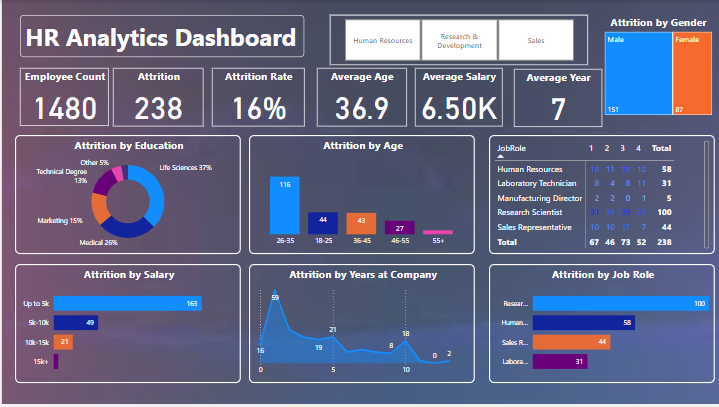 HR Analytics Dashboard
Human Resources
Research &
Development
Sales
Attrition by Gender
Male
Female
151
87
Employee Count
1480
Attrition
238
Attrition Rate
16%
Average Age
36.9
Average Salary
6.50K
Average Year
7
Attrition by Education
Other 5%
Technical Degree
13%
Life Sciences 37%
Marketing 15%
Medical 26%
Attrition by Age
116
44
43
27
26-35 18-25 36-45 46-55 55+
JobRole 1 2 3 4 Total
Human Resources 11 12 58
Laboratory Technician 8 4 8 11 31
Manufacturing Director 2 2 0 1 5
Research Scientist 100
Sales Representative 10 10 17 7 44
Total 67 46 73 52 238
Attrition by Salary
Up to 5k 163
5k-10k 49
10k-15k 21
15k+
Attrition by Years at Company
59
16
19
21
8
18
0
2
0 5 10
Attrition by Job Role
Resear... 100
Human... 58
Sales R... 44
Labora... 31